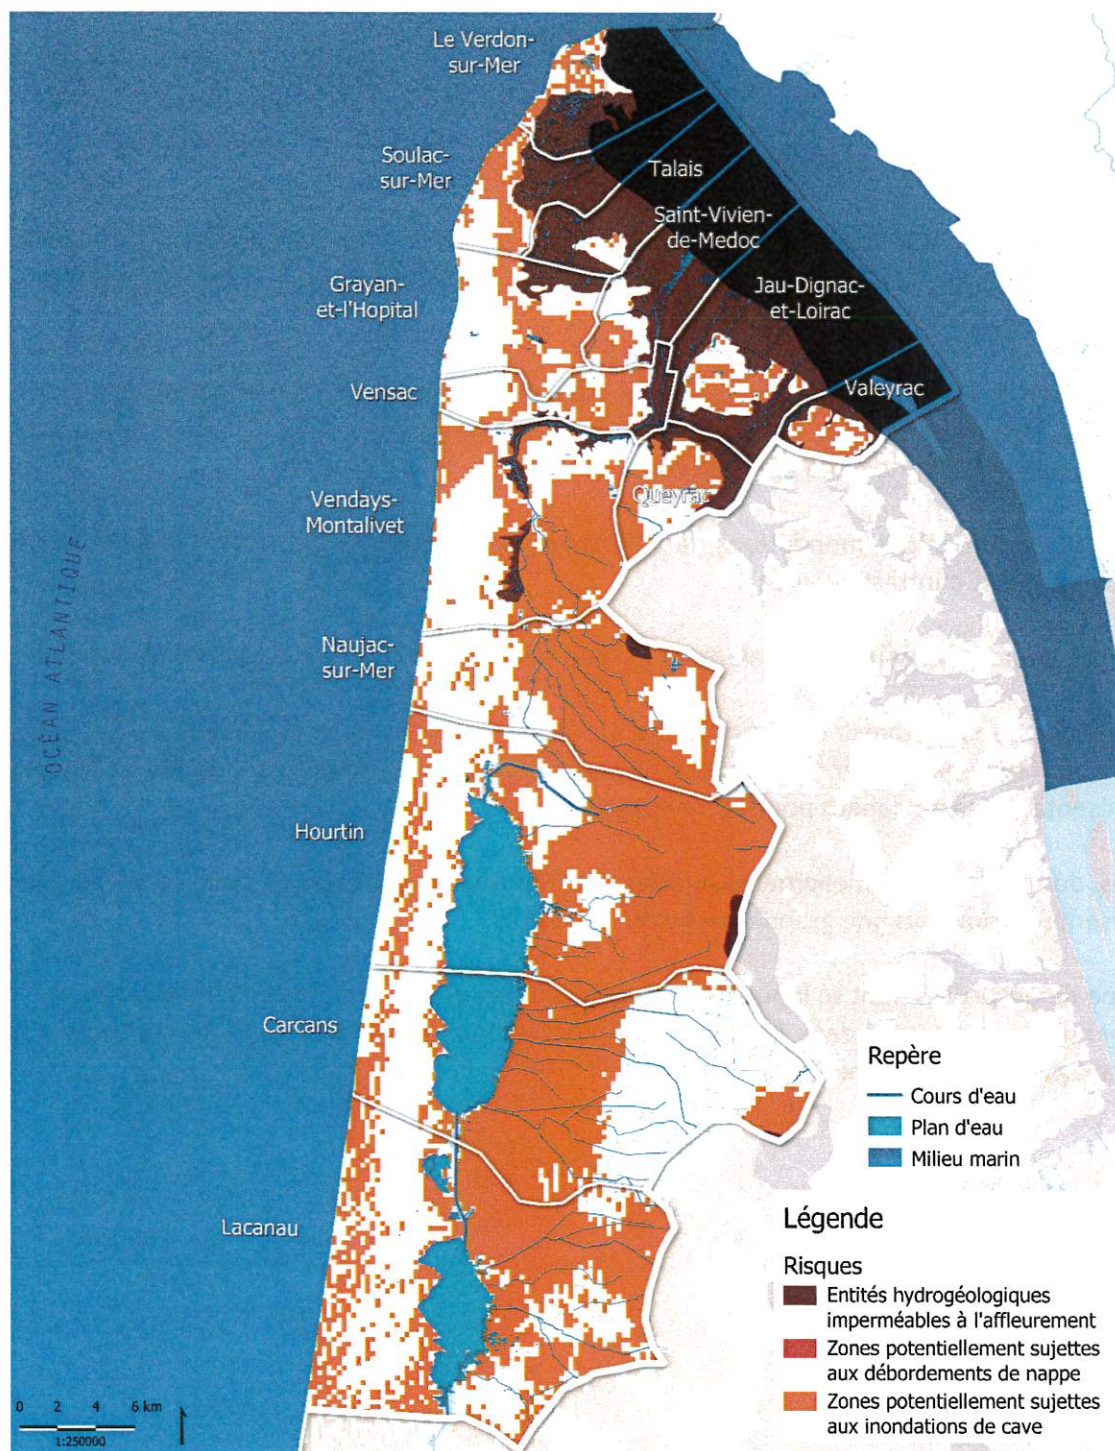 Le Verdon-
sur-Mer
Soulac-
sur-Mer
Talais
Saint-Vivien-
de-Medoc
Grayan-
et-l'Hopital
Jau-Dignac-
et-Loirac
Vensac
Valeyrac
Vendays-
Montalivet
Queyrac
OCÉAN ATLANTIQUE
Naujac-
sur-Mer
Hourtin
Carcans
Lacanau
Repère
Cours d'eau
Plan d'eau
Milieu marin
Légende
Risques
Entités hydrogéologiques
imperméables à l'affleurement
Zones potentiellement sujettes
aux débordements de nappe
Zones potentiellement sujettes
aux inondations de cave
0 2 4 6 km
1:250000